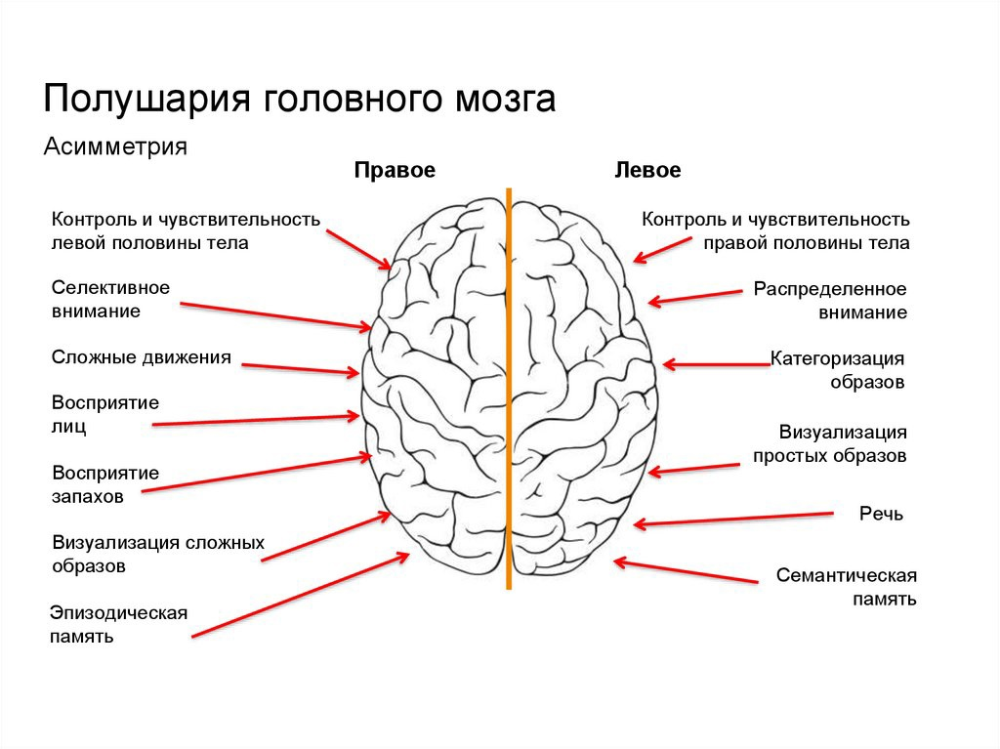 Полушария головного мозга
Асимметрия
Правое
Левое
Контроль и чувствительность
левой половины тела
Селективное
внимание
Сложные движения
Восприятие
лиц
Восприятие
запахов
Визуализация сложных
образов
Эпизодическая
память
Контроль и чувствительность
правой половины тела
Распределенное
внимание
Категоризация
образов
Визуализация
простых образов
Речь
Семантическая
память